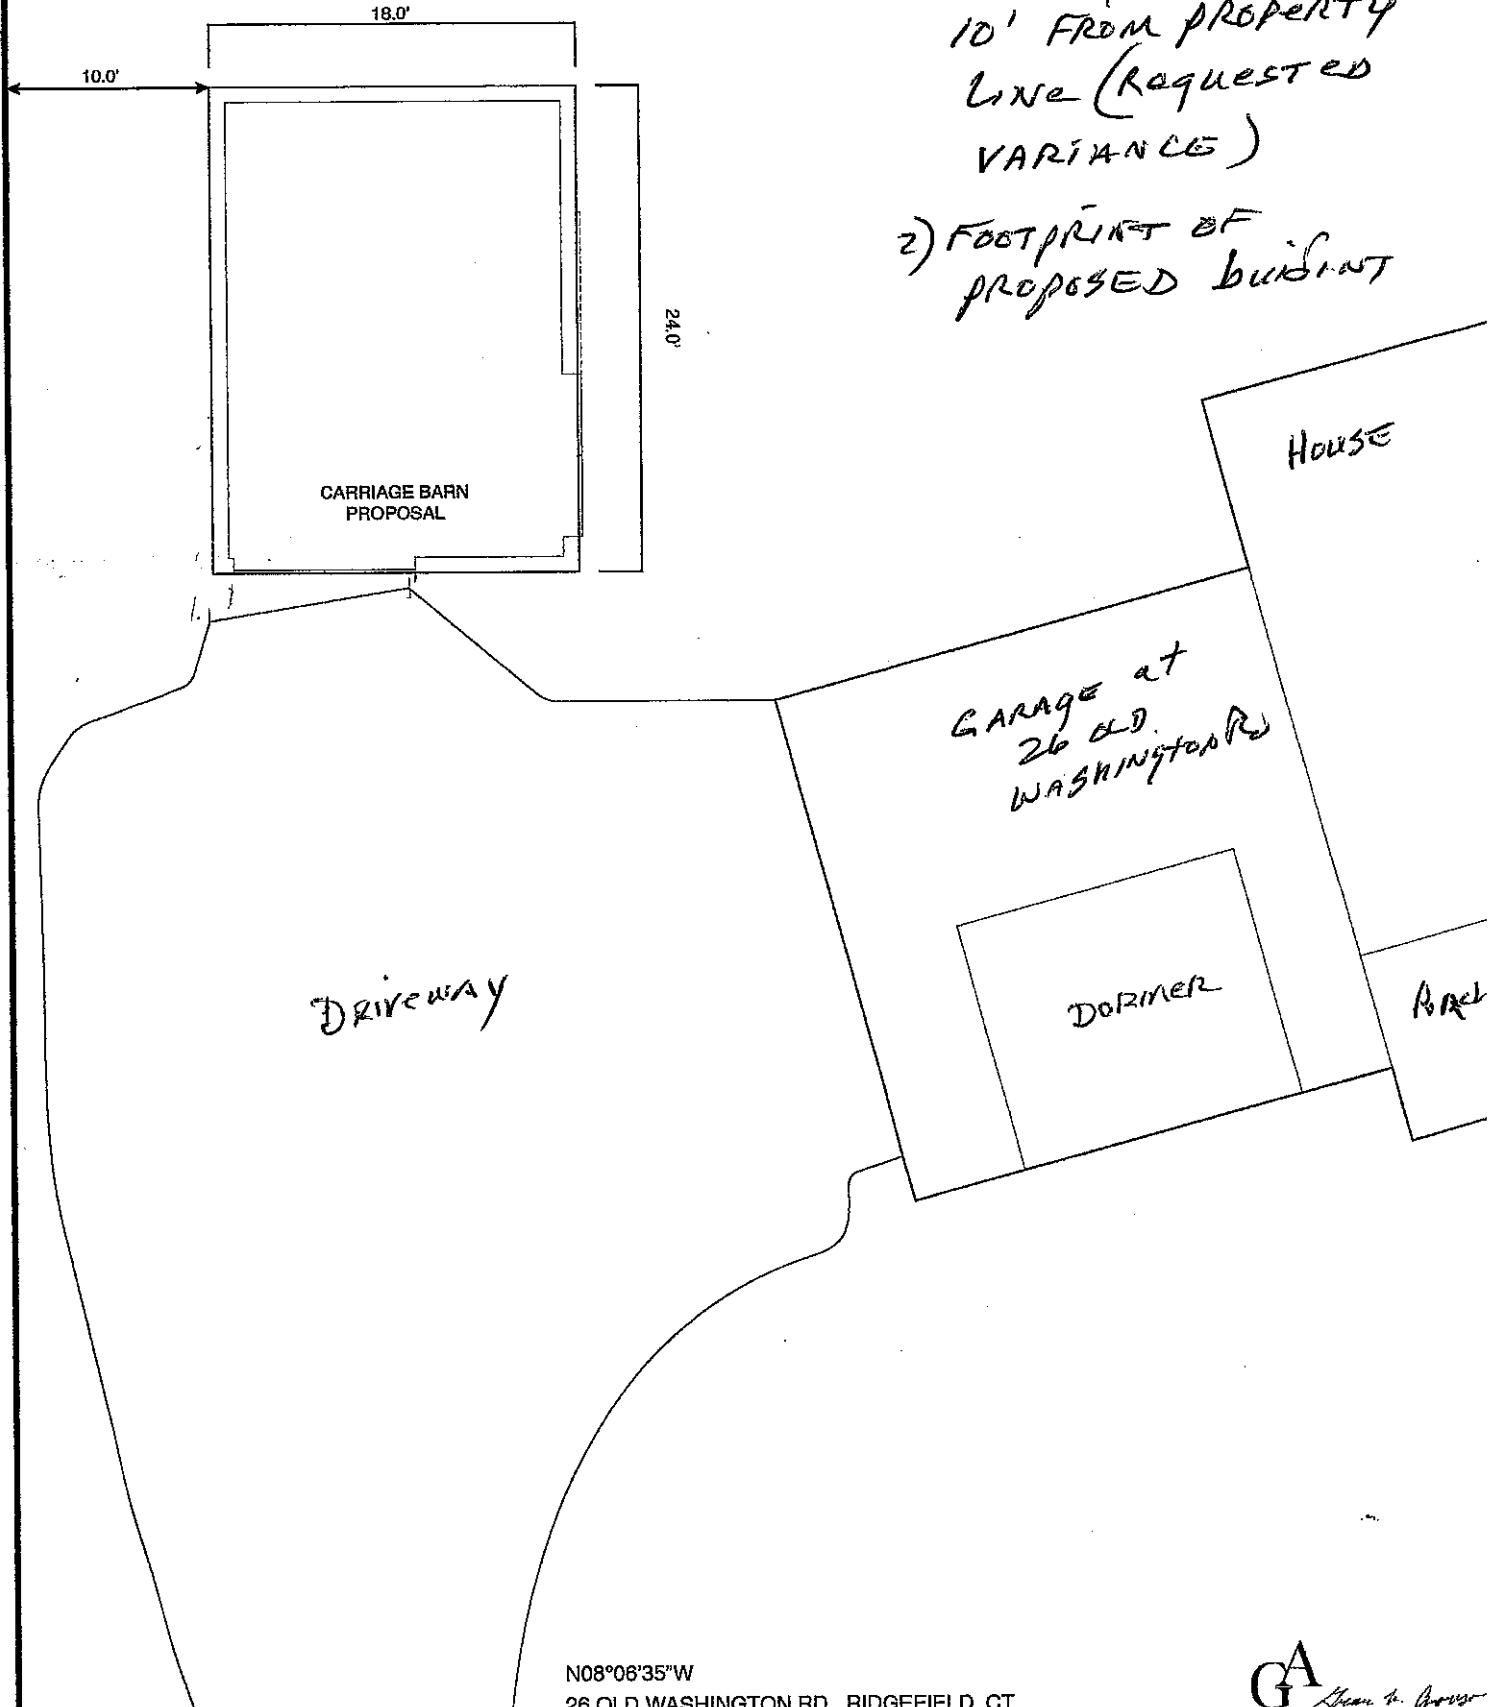 18.0'
10' FROM PROPERTY
LINE (REQUESTED
VARIANCE)
10.0'
2) FOOTPRINT OF
PROPOSED
24.0'
HOUSE
CARRIAGE BARN
PROPOSAL
GARAGE at
26 OLD
WASHINGTON RD
DRIVEWAY
DORMER
N08°06'35"W
26 OLD WASHINGTON RD., RIDGEFIELD, CT
GA